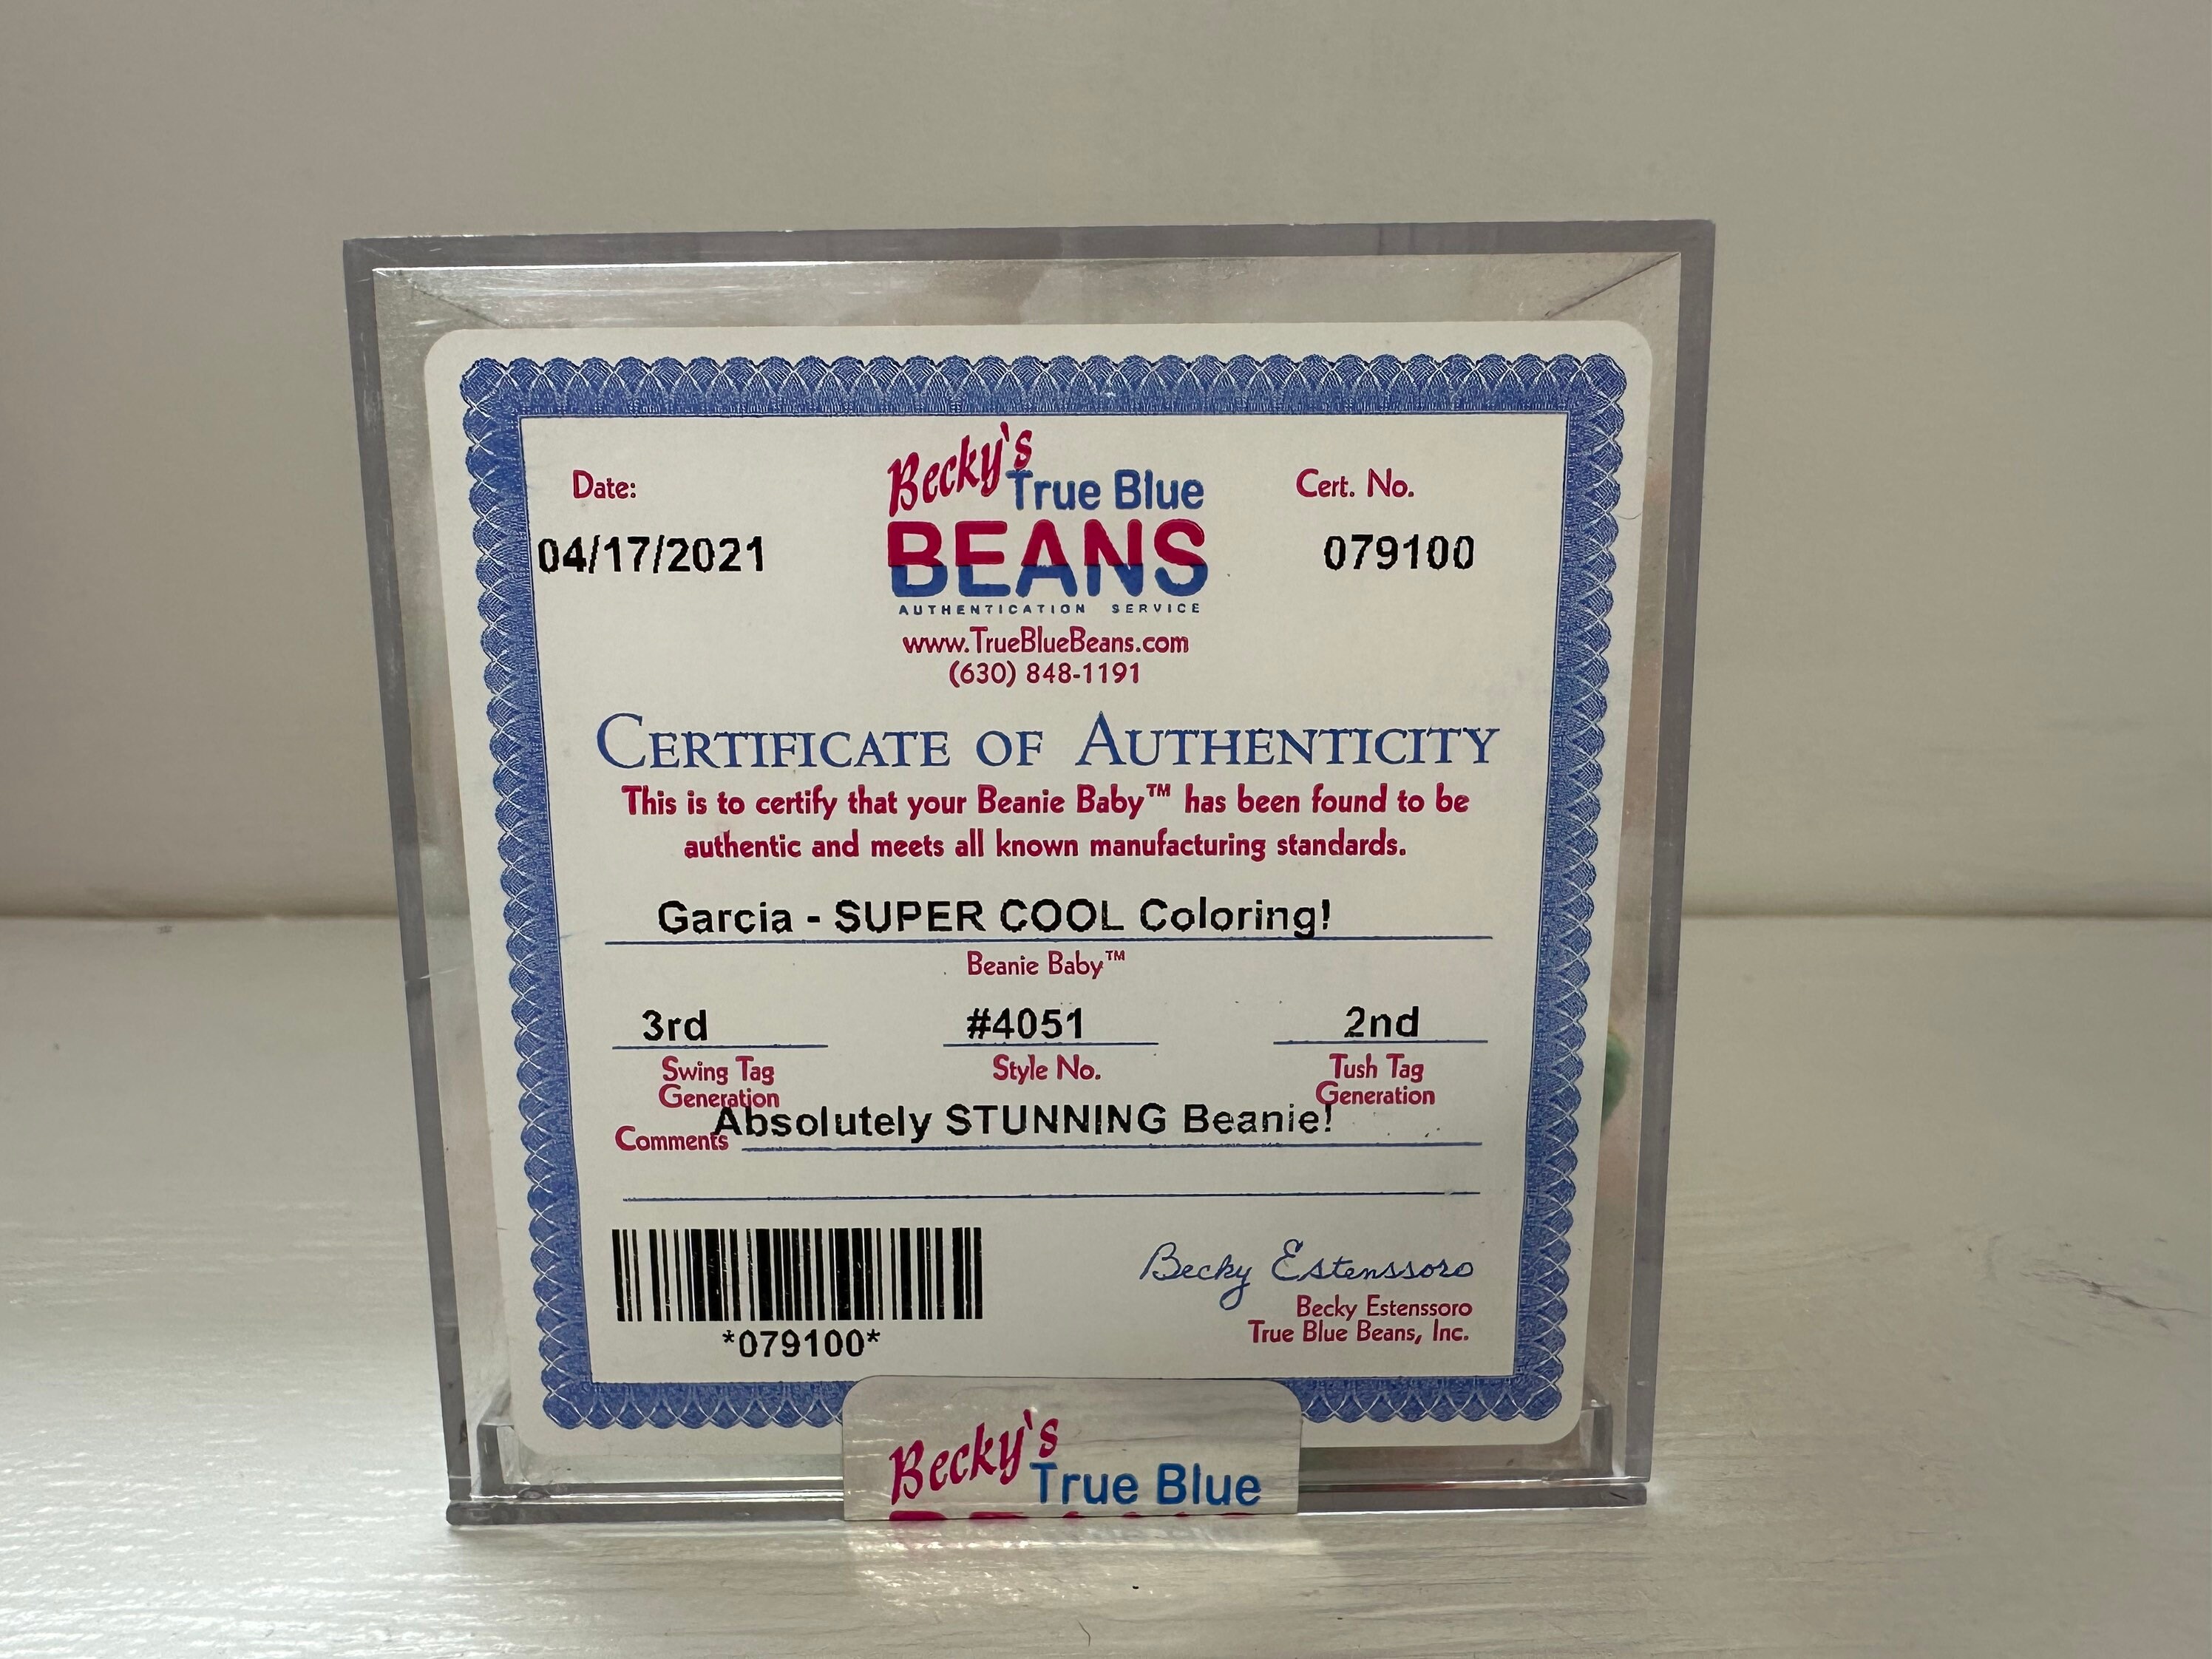 Date:
Becky's
True Blue
Cert. No.
04/17/2021
BEANS
079100
AUTHENTICATION SERVICE
www.TrueBlueBeans.com
(630) 848-1191
CERTIFICATE OF AUTHENTICITY
This is to certify that your Beanie Baby™ has been found to be
authentic and meets all known manufacturing standards.
Garcia - SUPER COOL Coloring!
Beanie Baby™
3rd
#4051
2nd
Swing Tag
Generation
Style No.
Tush Tag
Generation
Comments Absolutely STUNNING Beanie!
*079100*
Becky Estenssoro
Becky Estenssoro
True Blue Beans, Inc.
Becky's
True Blue